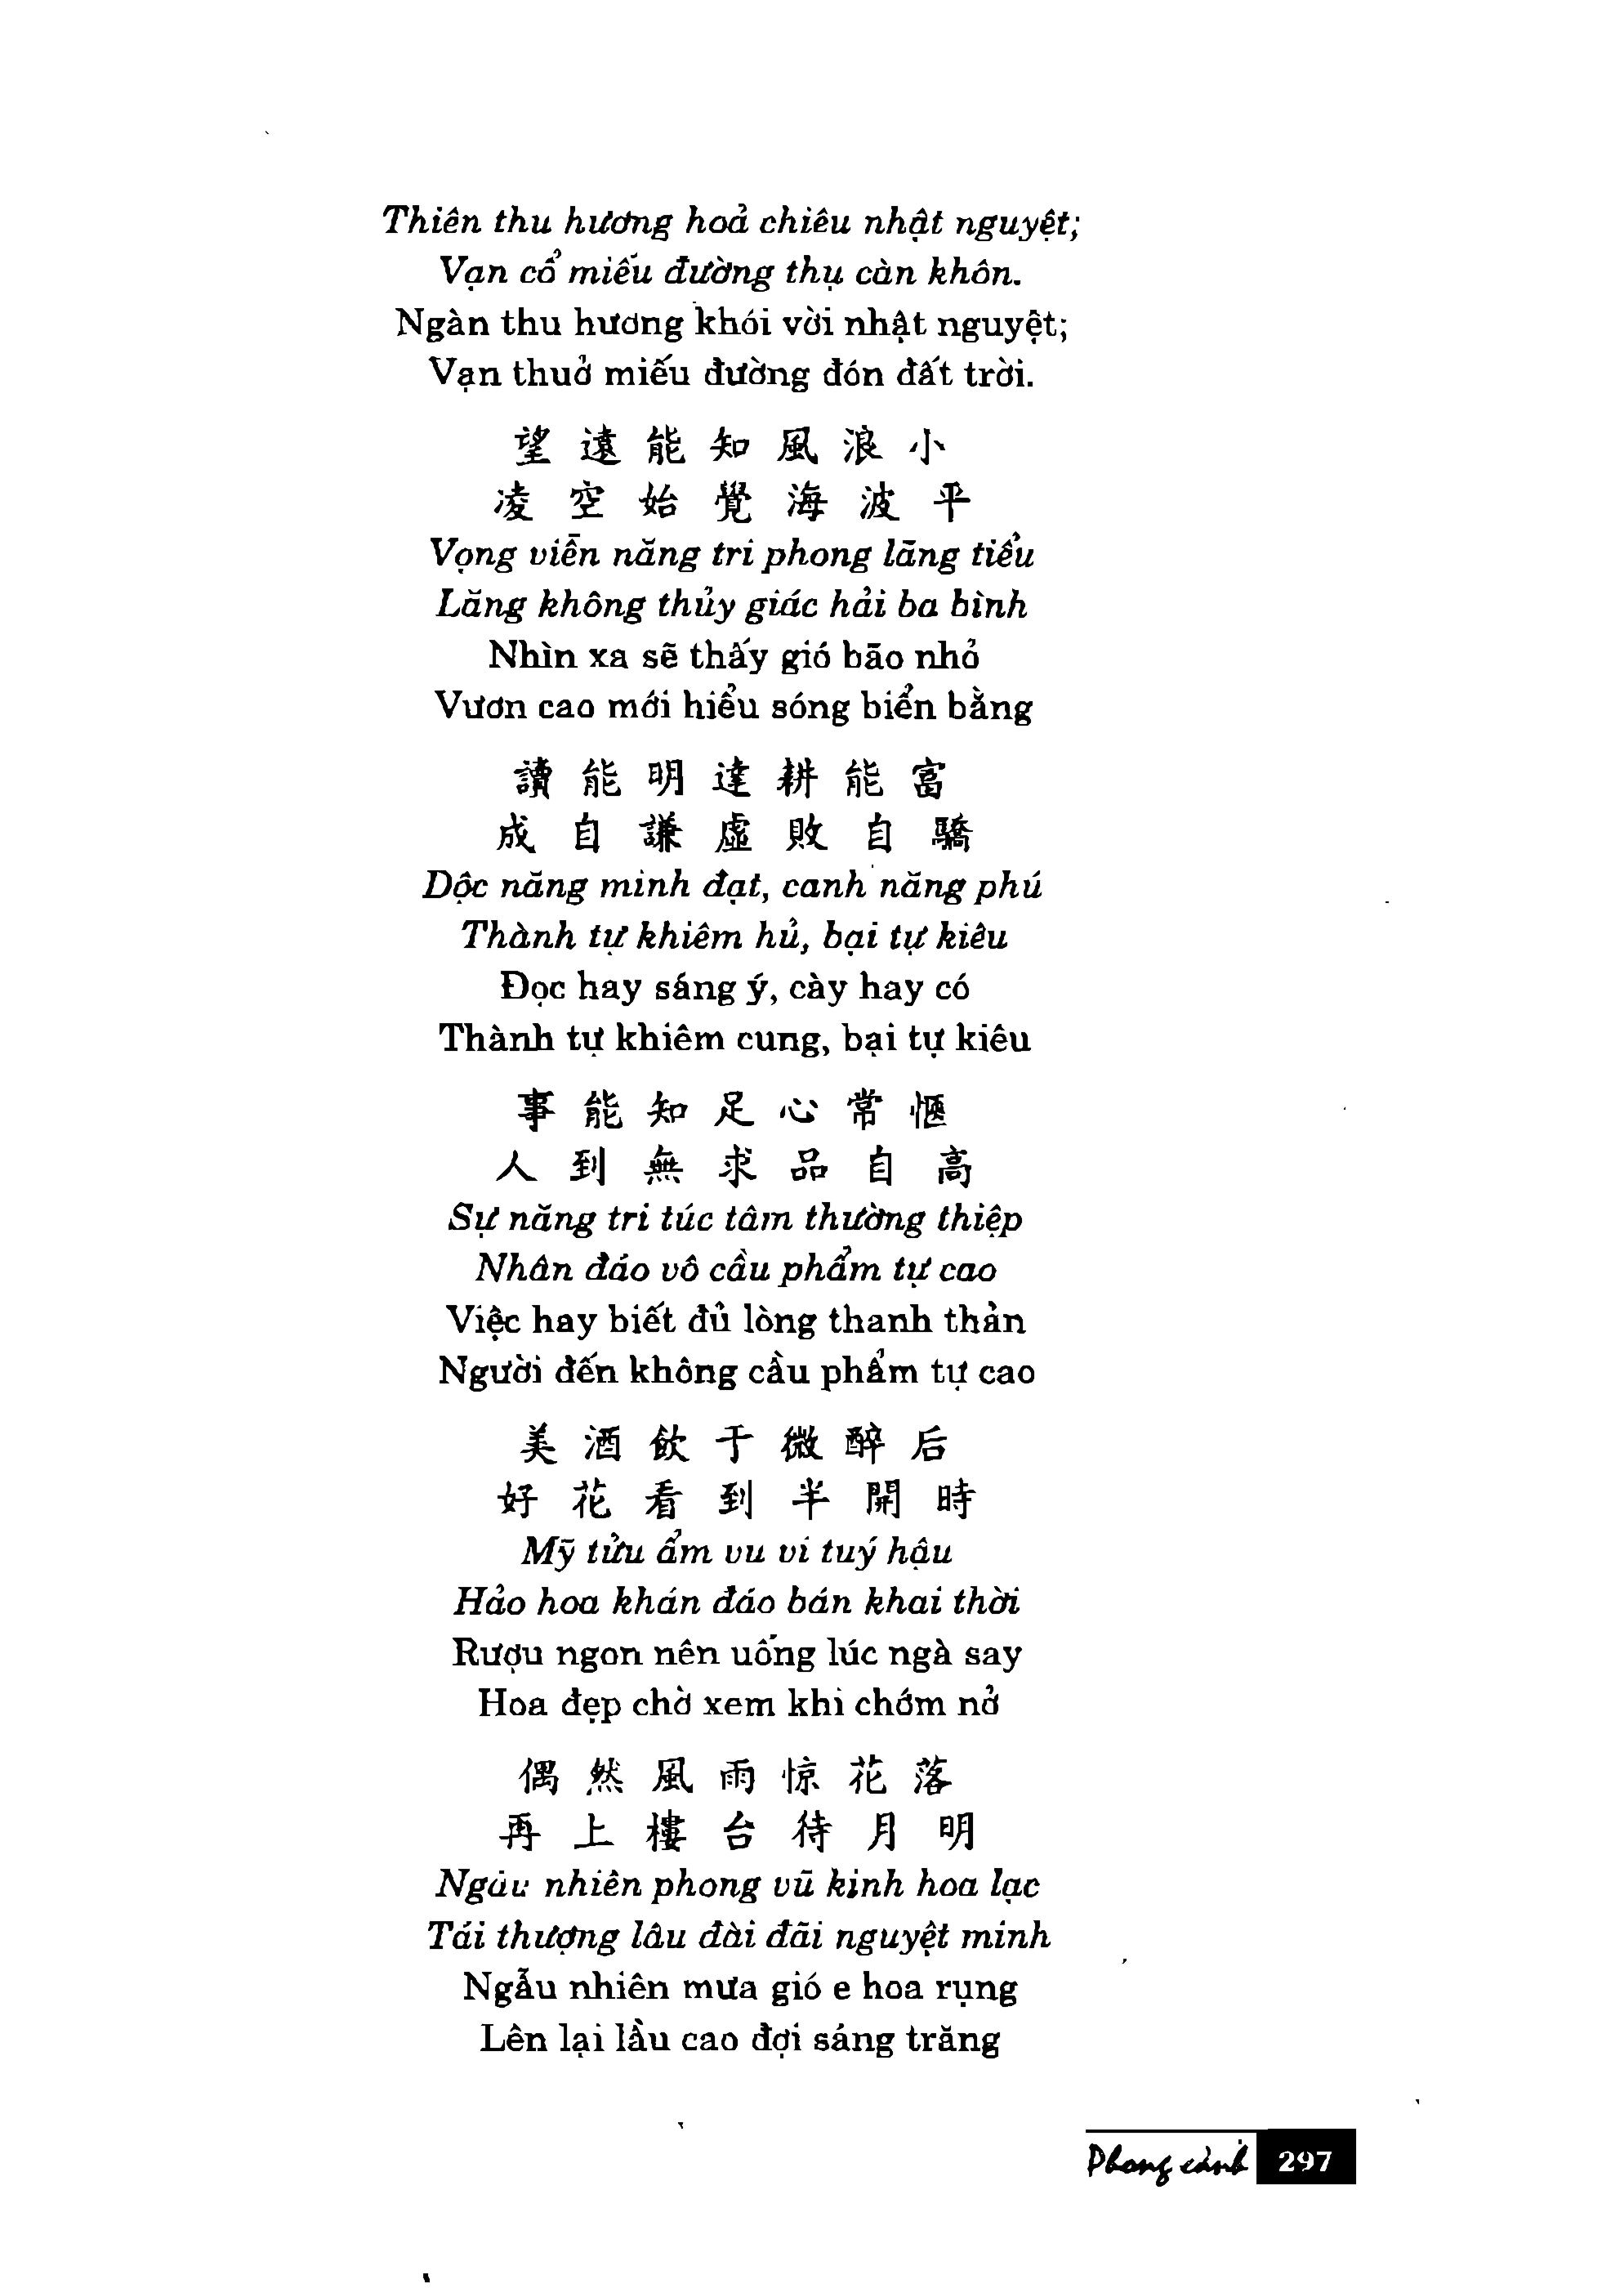 Thiên thu hương hoả chiêu nhật nguyệt;
Vạn cổ miếu đường thụ càn khôn.
Ngàn thu hương khói vời nhật nguyệt;
Vạn thuở miếu đường đón đất trời.
望 遠 能 知 風 浪 小
凌 空 始 覺 海 波 平
Vọng viễn năng tri phong lãng tiểu
Lăng không thủy giác hải ba bình
Nhìn xa sẽ thấy gió bão nhỏ
Vươn cao mới hiểu sóng biển bằng
讀 能 明 達 耕 能 富
成 自 謙 虛 敗 自 驕
Dộc năng minh đạt, canh năng phú
Thành tự khiêm hủ, bại tự kiêu
Đọc hay sáng ý, cày hay có
Thành tự khiêm cung, bại tự kiêu
事 能 知 足 心 常 愜
人 到 無 求 品 自 高
Sự năng tri túc tâm thường thiệp
Nhân đáo vô cầu phẩm tự cao
Việc hay biết đủ lòng thanh thản
Người đến không cầu phẩm tự cao
美 酒 飲 于 微 醉 后
好 花 看 到 半 開 時
Mỹ tửu ẩm vu vi tuý hậu
Hảo hoa khán đáo bán khai thời
Rượu ngon nên uống lúc ngà say
Hoa đẹp chờ xem khi chớm nở
偶 然 風 雨 惊 花 落
再 上 樓 台 待 月 明
Ngẫu nhiên phong vũ kinh hoa lạc
Tái thượng lâu đài đãi nguyệt minh
Ngẫu nhiên mưa gió e hoa rụng
Lên lại lầu cao đợi sáng trăng
Phong cảnh 297